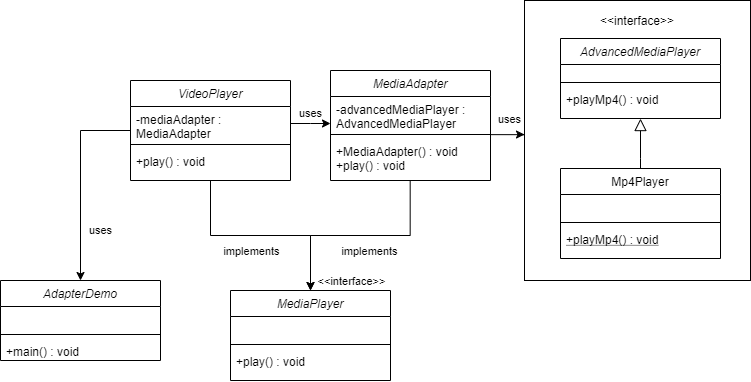 <<interface>>
AdvancedMediaPlayer
+playMp4() : void
Mp4Player
+playMp4() : void
MediaAdapter
-advancedMediaPlayer :
AdvancedMediaPlayer
+MediaAdapter() : void
+play() : void
uses
VideoPlayer
-mediaAdapter :
MediaAdapter
+play() : void
uses
uses
implements
implements
<<interface>>
MediaPlayer
+play() : void
AdapterDemo
+main() : void